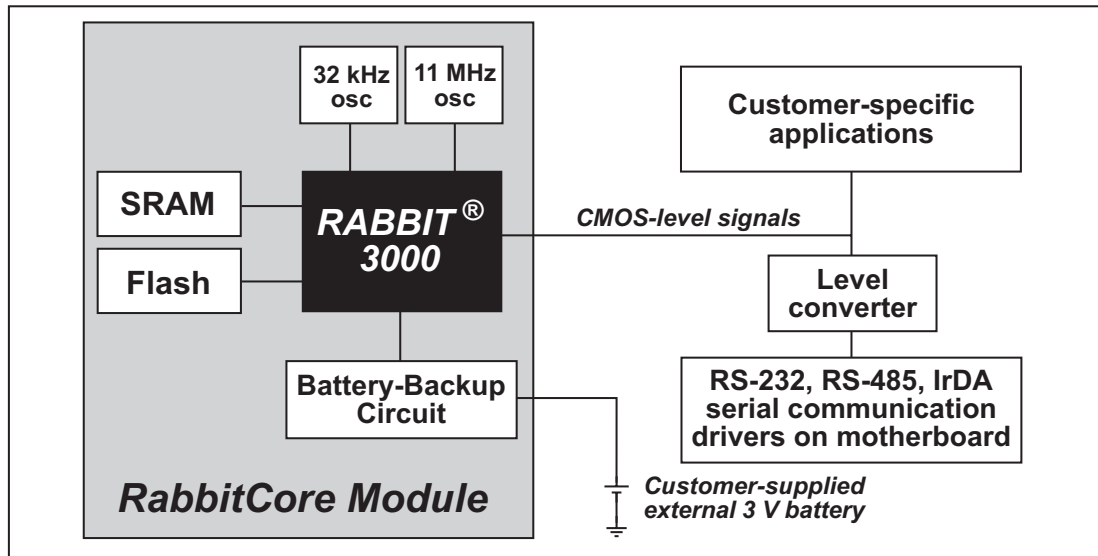 32 kHz
osc
11 MHz
osc
SRAM
Flash
RABBIT ®
3000
Battery-Backup
Circuit
RabbitCore Module
CMOS-level signals
Customer-specific
applications
Level
converter
RS-232, RS-485, IrDA
serial communication
drivers on motherboard
Customer-supplied
external 3 V battery